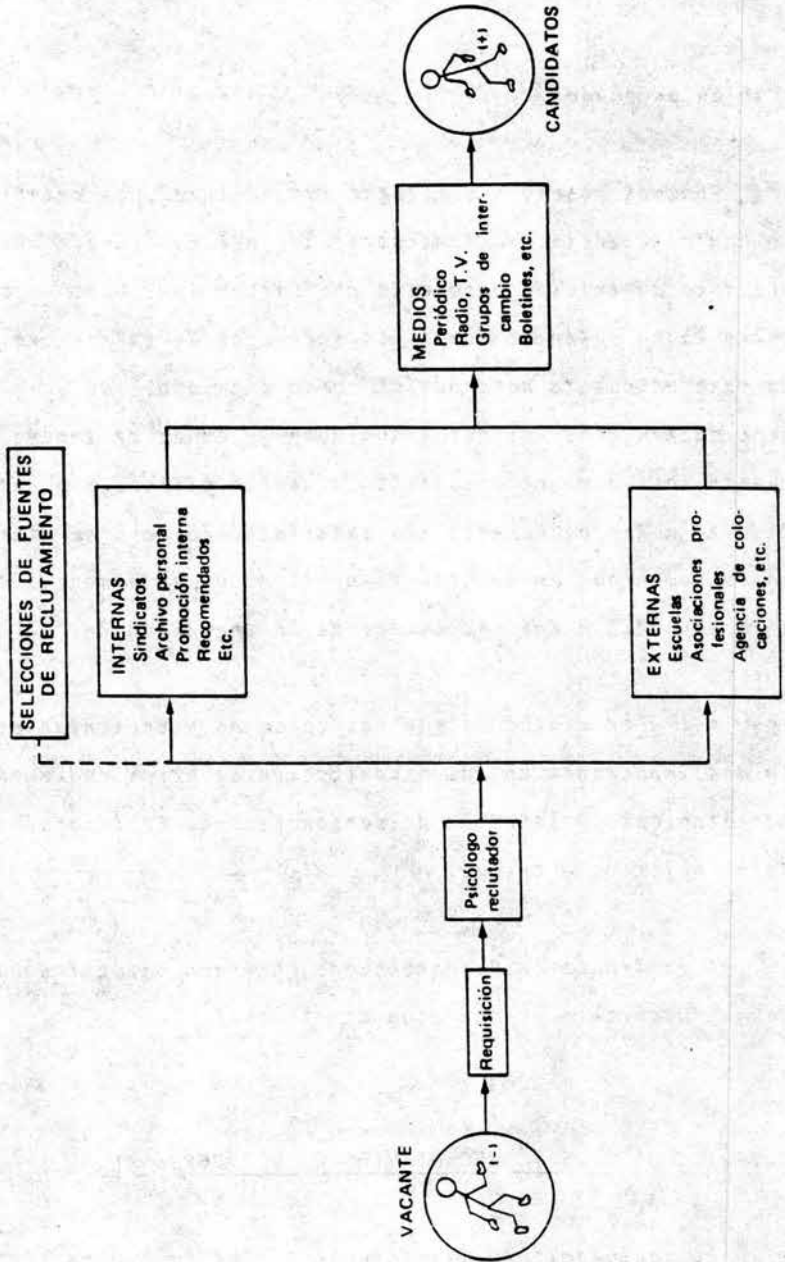 VACANTE
(-)
Requisición
Psicólogo
reclutador
SELECCIONES DE FUENTES
DE RECLUTAMIENTO
INTERNAS
Sindicatos
Archivo personal
Promoción interna
Recomendados
Etc.
EXTERNAS
Escuelas
Asociaciones pro-
fesionales
Agencia de colo-
caciones, etc.
MEDIOS
Periódico
Radio, T.V.
Grupos de inter-
cambio
Boletines, etc.
(+)
CANDIDATOS